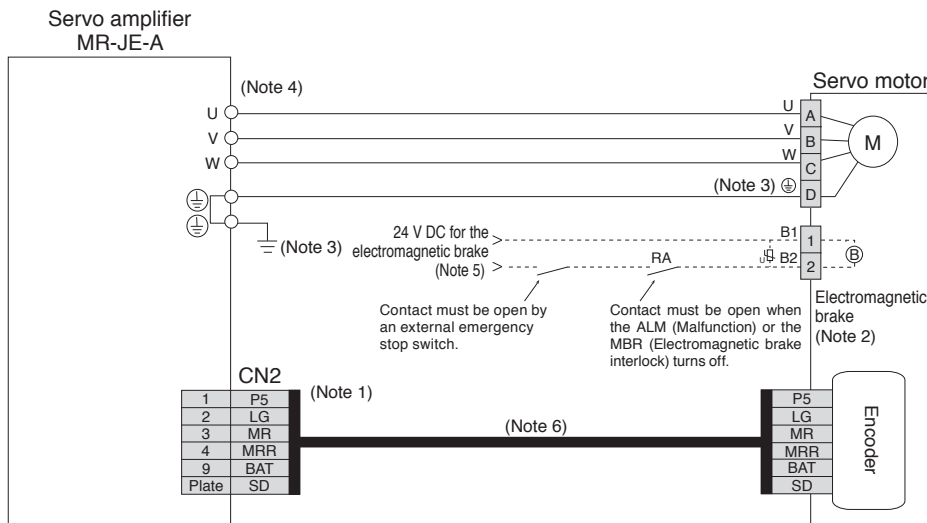 Servo amplifier
MR-JE-A
(Note 4)
Servo motor
U
U
A
V
V
B
M
W
W
C
(Note 3)
D
24 V DC for the
electromagnetic brake
(Note 5)
(Note 3)
B1
1
RA
U
B2
2
B
Contact must be open by
an external emergency
stop switch.
Contact must be open when
the ALM (Malfunction) or the
MBR (Electromagnetic brake
interlock) turns off.
Electromagnetic
brake
(Note 2)
CN2
(Note 1)
1 P5
2 LG
3 MR
4 MRR
9 BAT
Plate SD
(Note 6)
P5
LG
MR
MRR
BAT
SD
Encoder